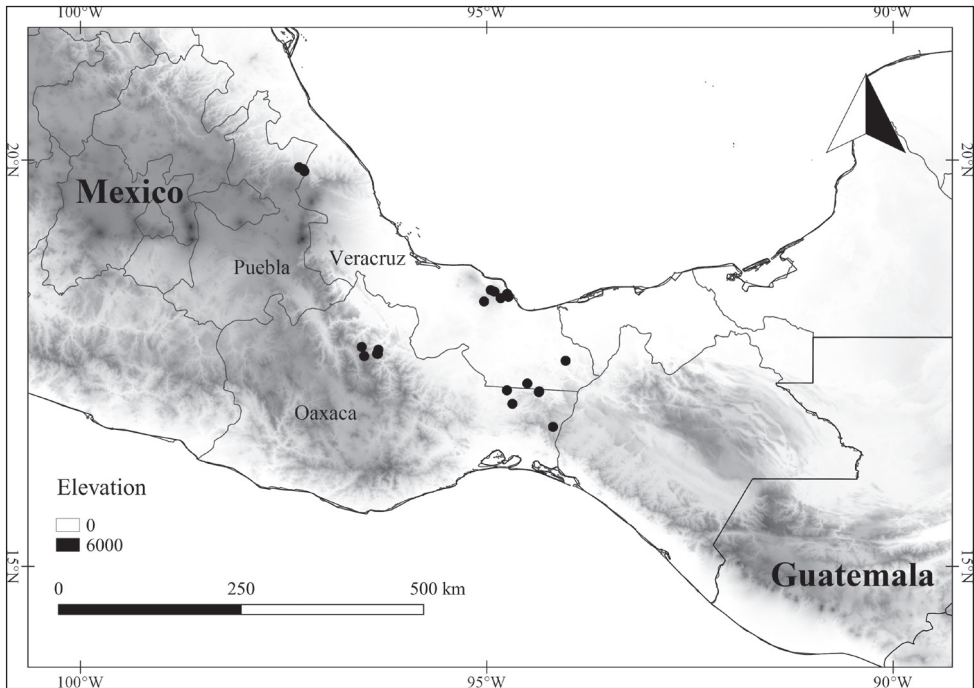 100°W
95°W
90°W
20°N
20°N
Mexico
Veracruz
Puebla
Oaxaca
Elevation
0
6000
0 250 500 km
15°N
15°N
Guatemala
100°W
95°W
90°W